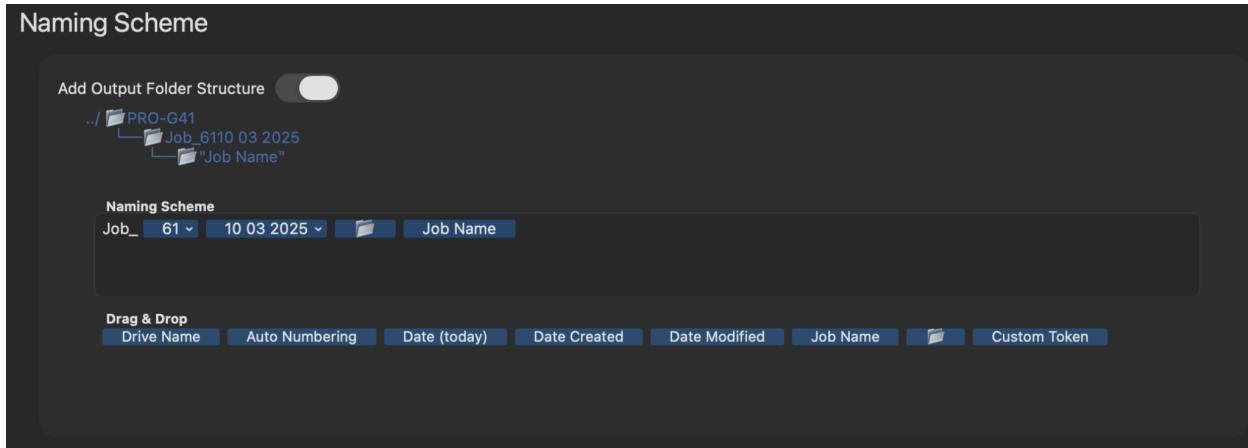 Naming Scheme
Add Output Folder Structure
../ PRO-G41
Job_6110 03 2025
"Job Name"
Naming Scheme
Job_ 61 10 03 2025 Job Name
Drag & Drop
Drive Name Auto Numbering Date (today) Date Created Date Modified Job Name Custom Token